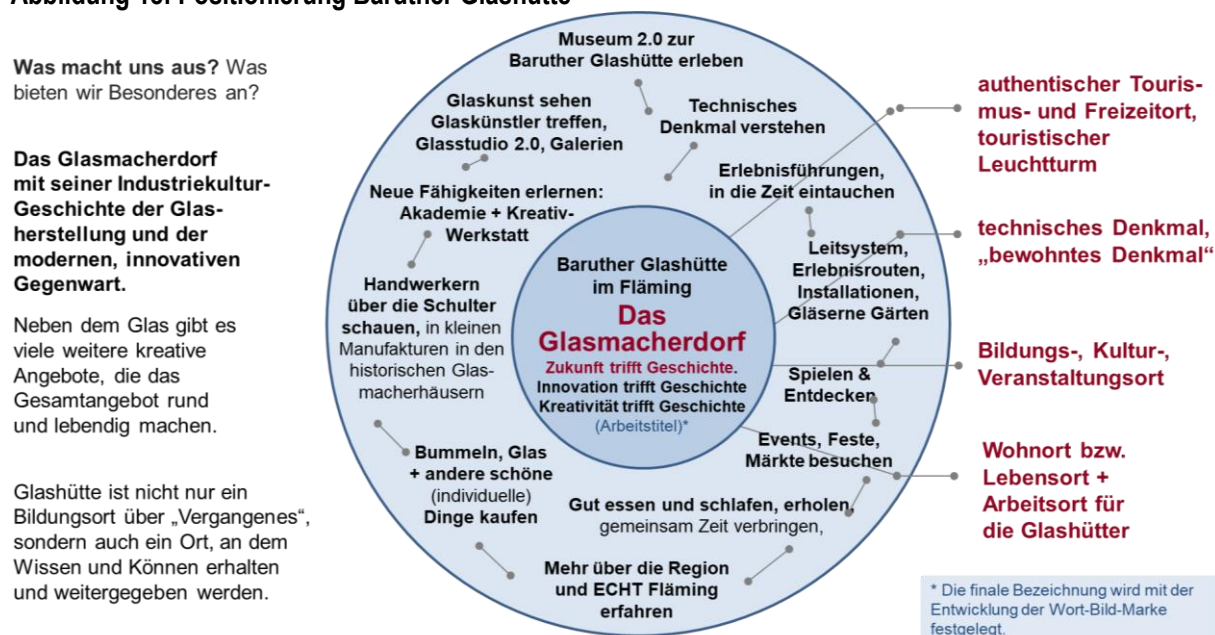 Abbildung 16: Positionierung Baruther Glashütte
Was macht uns aus? Was
bieten wir Besonderes an?
Das Glasmacherdorf
mit seiner Industriekultur-
Geschichte der Glas-
herstellung und der
modernen, innovativen
Gegenwart.
Neben dem Glas gibt es
viele weitere kreative
Angebote, die das
Gesamtangebot rund
und lebendig machen.
Glashütte ist nicht nur ein
Bildungsort über „Vergangenes“,
sondern auch ein Ort, an dem
Wissen und Können erhalten
und weitergegeben werden.
Museum 2.0 zur
Baruther Glashütte erleben
Technisches
Denkmal verstehen
Erlebnisführungen,
in die Zeit eintauchen
Leitsystem,
Erlebnisrouten,
Installationen,
Gläserne Gärten
Spielen &
Entdecken
Events, Feste,
Märkte besuchen
Gut essen und schlafen, erholen,
gemeinsam Zeit verbringen,
Mehr über die Region
und ECHT Fläming
erfahren
Bummeln, Glas
+ andere schöne
(individuelle)
Dinge kaufen
Handwerkern
über die Schulter
schauen, in kleinen
Manufakturen in den
historischen Glas-
macherhäusern
Neue Fähigkeiten erlernen:
Akademie + Kreativ-
Werkstatt
Glaskunst sehen
Glaskünstler treffen,
Glasstudio 2.0, Galerien
Baruther Glashütte
im Fläming
Das
Glasmacherdorf
Zukunft trifft Geschichte.
Innovation trifft Geschichte
Kreativität trifft Geschichte
(Arbeitstitel)*
authentischer Touris-
mus- und Freizeitort,
touristischer
Leuchtturm
technisches Denkmal,
„bewohntes Denkmal“
Bildungs-, Kultur-,
Veranstaltungsort
Wohnort bzw.
Lebensort +
Arbeitsort für
die Glashütter
* Die finale Bezeichnung wird mit der
Entwicklung der Wort-Bild-Marke
festgelegt.